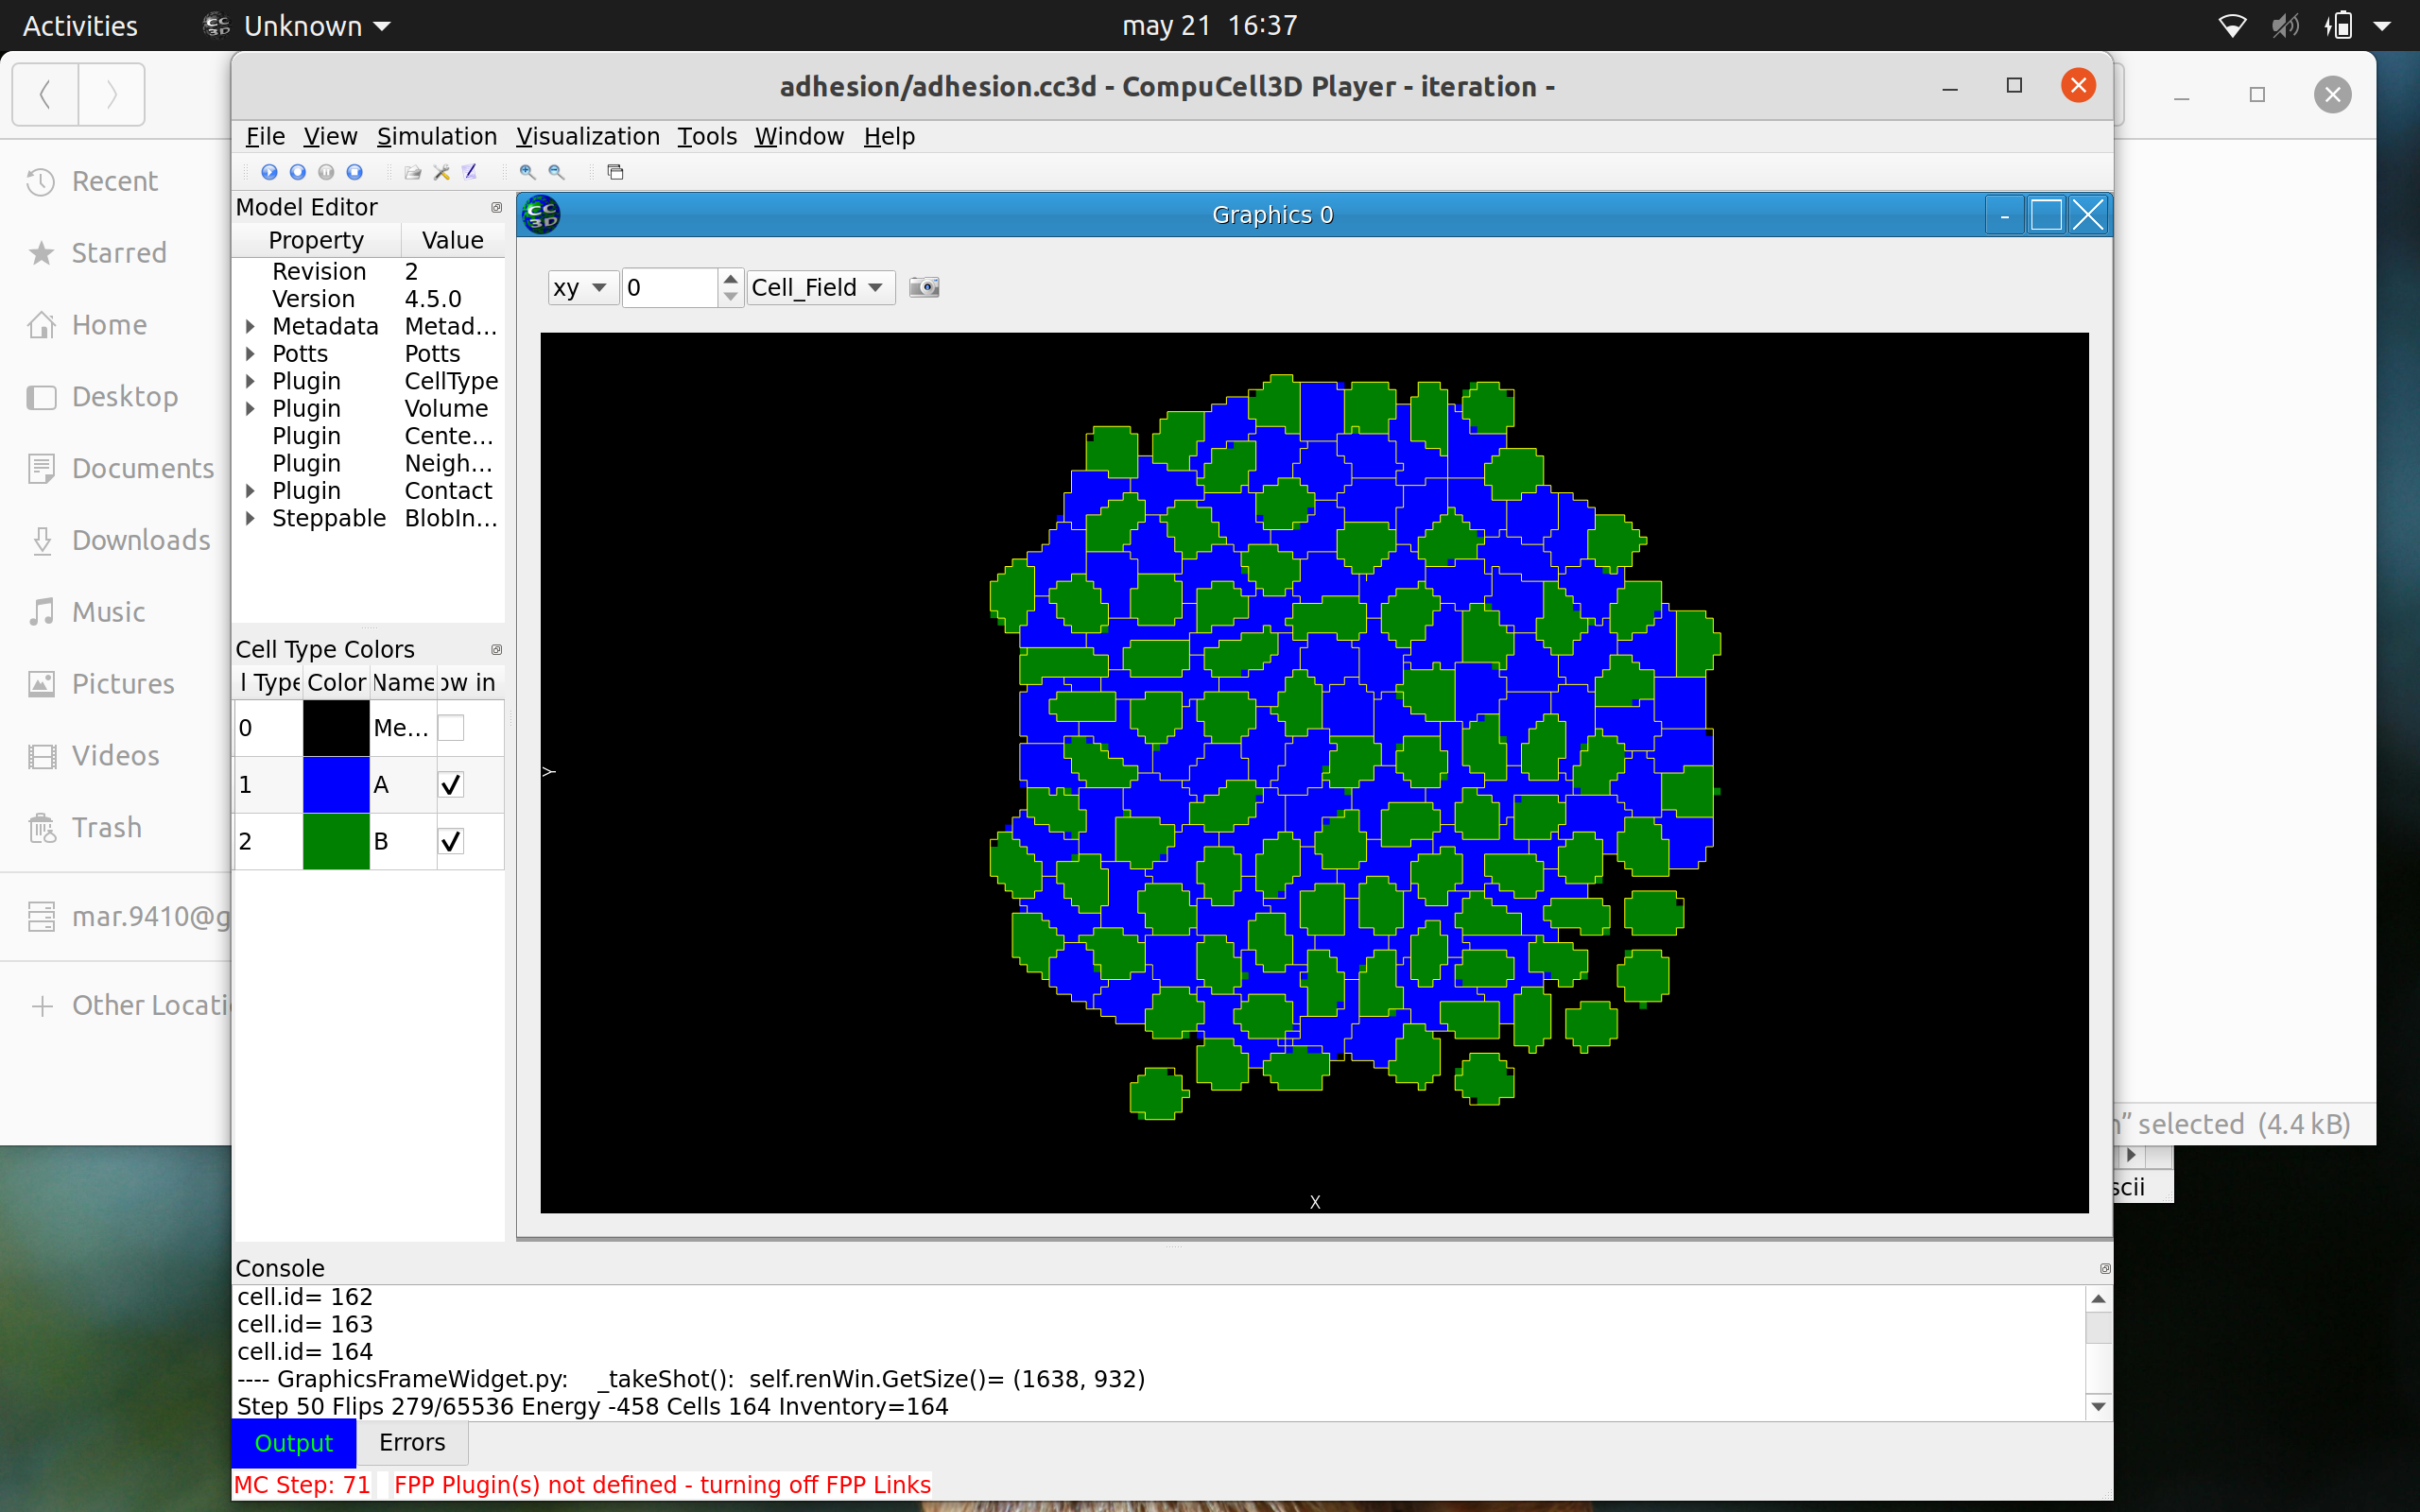 Activities
Unknown
may 21 16:37
adhesion/adhesion.cc3d - CompuCell3D Player - iteration -
File View Simulation Visualization Tools Window Help
Recent
Starred
Home
Desktop
Documents
Downloads
Music
Pictures
Videos
Trash
mar.9410@g
Other Locati
Model Editor
Property Value
Revision 2
Version 4.5.0
Metadata Metad...
Potts Potts
Plugin CellType
Plugin Volume
Plugin Cente...
Plugin Neigh...
Plugin Contact
Steppable BlobIn...
Cell Type Colors
l Type Color Name ow in
0 Me...
1 A
2 B
CC3D
Graphics 0
xy 0 Cell_Field
Y
X
Console
cell.id= 162
cell.id= 163
cell.id= 164
---- GraphicsFrameWidget.py: _takeShot(): self.renWin.GetSize()= (1638, 932)
Step 50 Flips 279/65536 Energy -458 Cells 164 Inventory=164
Output Errors
MC Step: 71 FPP Plugin(s) not defined - turning off FPP Links
” selected (4.4 kB)
scii